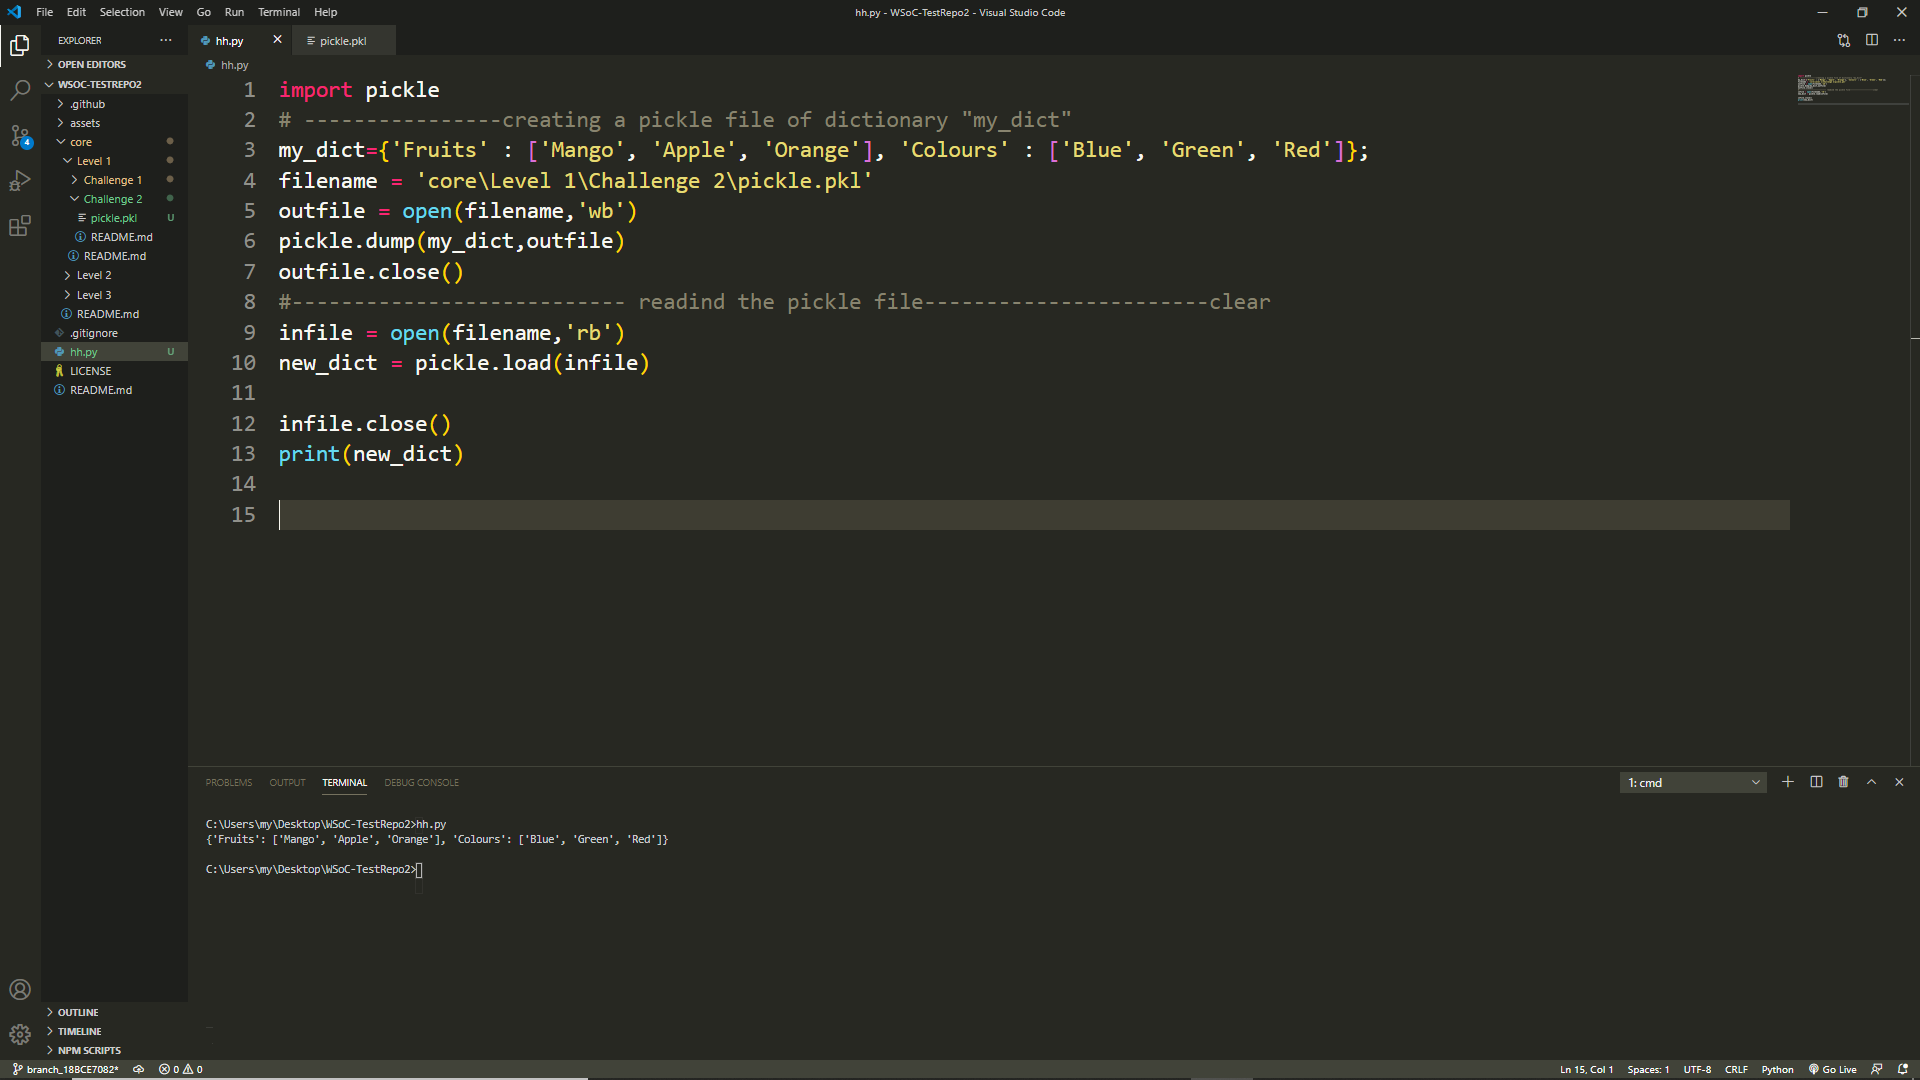 File Edit Selection View Go Run Terminal Help
hh.py - WSoC-TestRepo2 - Visual Studio Code
EXPLORER
OPEN EDITORS
WSOC-TESTREPO2
.github
assets
core
Level 1
Challenge 1
Challenge 2
pickle.pkl U
README.md
README.md
Level 2
Level 3
README.md
.gitignore
hh.py U
LICENSE
README.md
OUTLINE
TIMELINE
NPM SCRIPTS
4
hh.py pickle.pkl
hh.py
1 import pickle
2 # ----------------creating a pickle file of dictionary "my_dict"
3 my_dict={'Fruits' : ['Mango', 'Apple', 'Orange'], 'Colours' : ['Blue', 'Green', 'Red']};
4 filename = 'core\Level 1\Challenge 2\pickle.pkl'
5 outfile = open(filename,'wb')
6 pickle.dump(my_dict,outfile)
7 outfile.close()
8 #--------------------------- readind the pickle file-----------------------clear
9 infile = open(filename,'rb')
10 new_dict = pickle.load(infile)
11
12 infile.close()
13 print(new_dict)
14
15
PROBLEMS OUTPUT TERMINAL DEBUG CONSOLE
1: cmd
C:\Users\my\Desktop\WSoC-TestRepo2>hh.py
{'Fruits': ['Mango', 'Apple', 'Orange'], 'Colours': ['Blue', 'Green', 'Red']}
C:\Users\my\Desktop\WSoC-TestRepo2>
branch_18BCE7082* 0 0
Ln 15, Col 1 Spaces: 1 UTF-8 CRLF Python Go Live